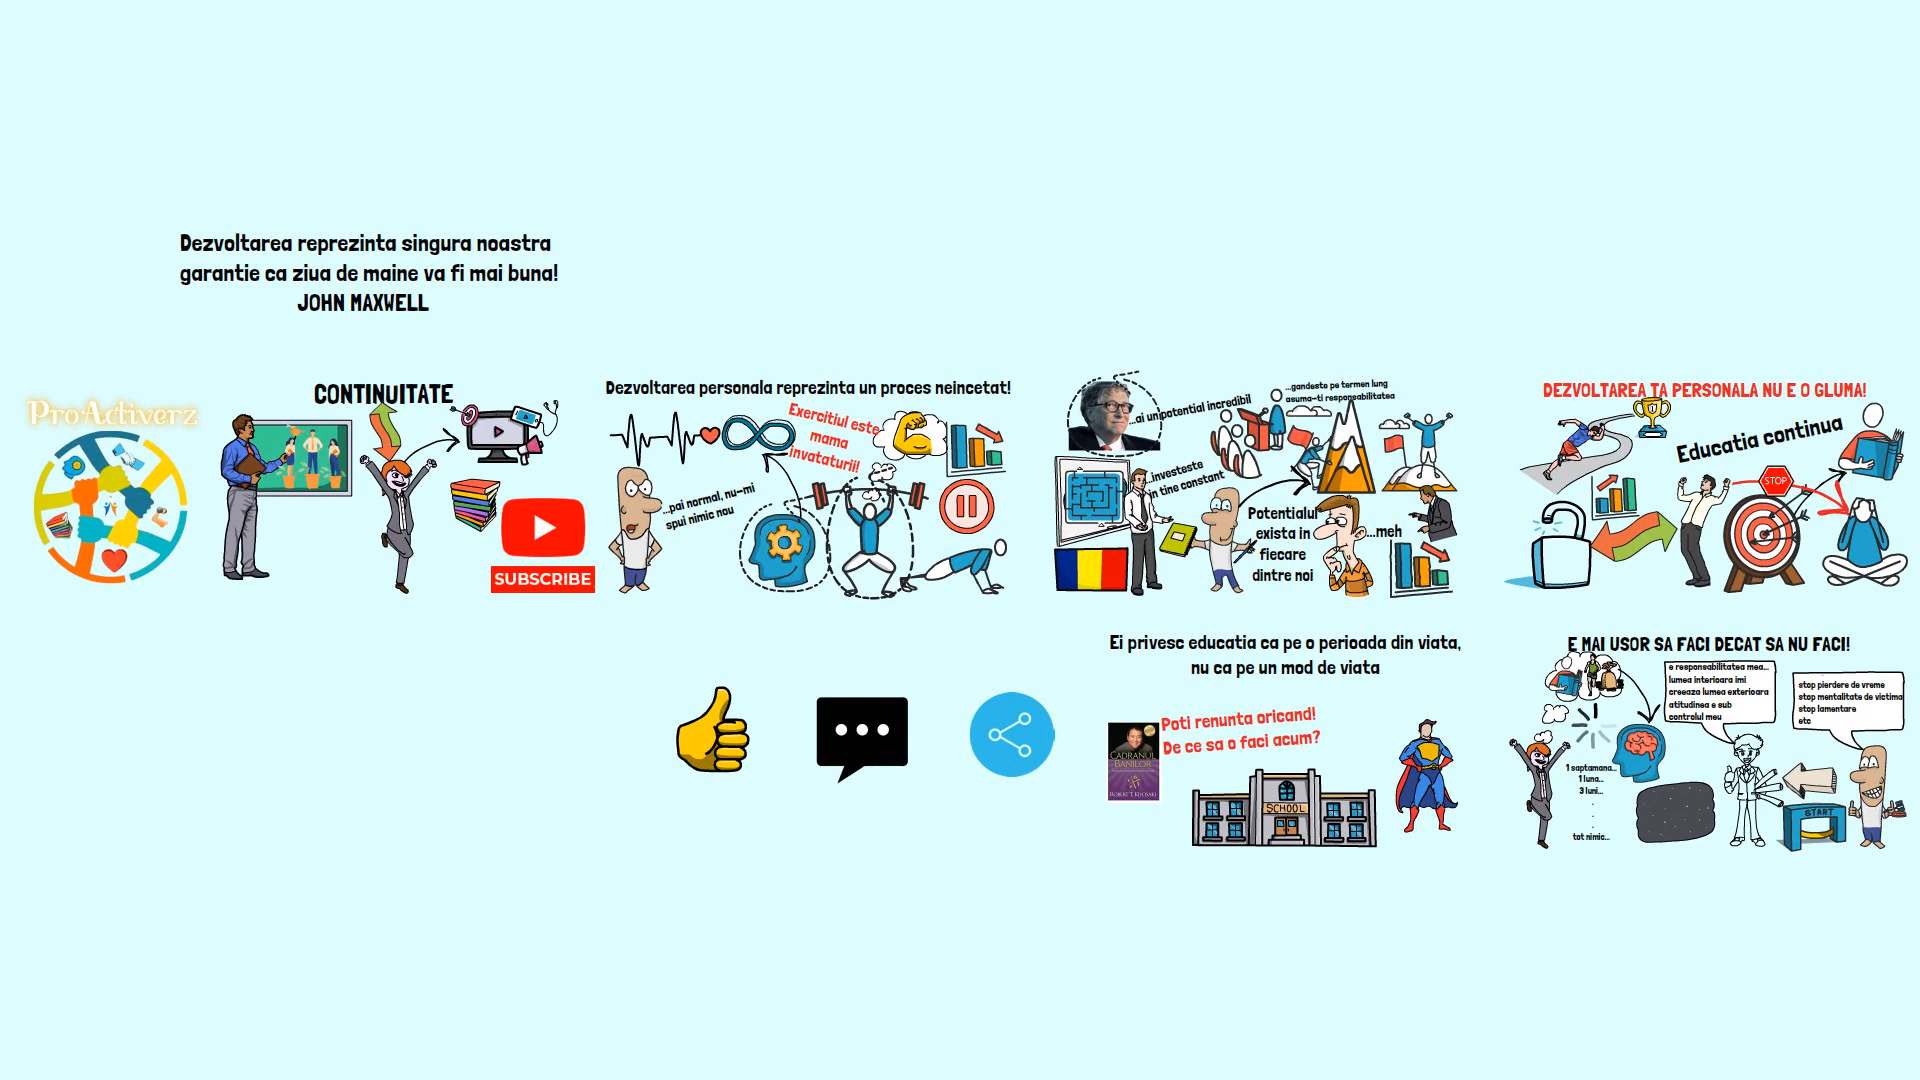 Dezvoltarea reprezinta singura noastra
garantie ca ziua de maine va fi mai buna!
JOHN MAXWELL
ProActiverz
CONTINUITATE
SUBSCRIBE
Dezvoltarea personala reprezinta un proces neincetat!
Exercitiul este
mama
invataturii!
...pai normal, nu-mi
spui nimic nou
...ai un potential incredibil
...gandeste pe termen lung
asuma-ti responsabilitatea
...investeste
in tine constant
Potentialul
exista in
fiecare
dintre noi
...meh
DEZVOLTAREA TA PERSONALA NU E O GLUMA!
Educatia continua
STOP
Ei privesc educatia ca pe o perioada din viata,
nu ca pe un mod de viata
Poti renunta oricand!
De ce sa o faci acum?
CADRANUL
BANILOR
ROBERT T. KIYOSAKI
SCHOOL
E MAI USOR SA FACI DECAT SA NU FACI!
e responsabilitatea mea...
lumea interioara imi
creeaza lumea exterioara
atitudinea e sub
controlul meu
stop pierdere de vreme
stop mentalitate de victima
stop lamentare
etc
1 saptamana...
1 luna...
3 luni...
.
.
.
tot nimic...
START